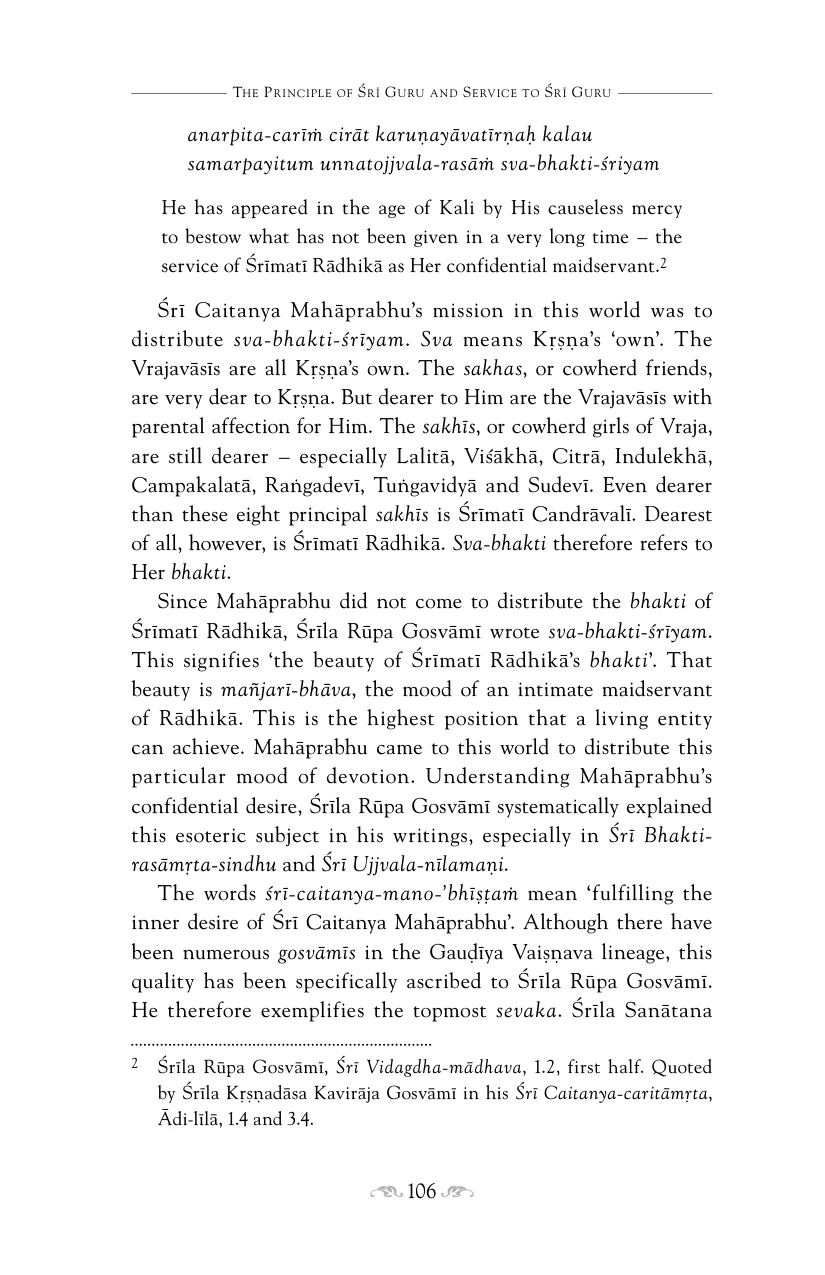 The Principle of Śrī Guru and Service to Śrī Guru
anarpita-carīṁ cirāt karuṇayāvatīrṇaḥ kalau
samarpayitum unnatojjvala-rasāṁ sva-bhakti-śriyam
He has appeared in the age of Kali by His causeless mercy
to bestow what has not been given in a very long time – the
service of Śrīmatī Rādhikā as Her confidential maidservant.2
Śrī Caitanya Mahāprabhu’s mission in this world was to
distribute sva-bhakti-śrīyam. Sva means Kṛṣṇa’s ‘own’. The
Vrajavāsīs are all Kṛṣṇa’s own. The sakhas, or cowherd friends,
are very dear to Kṛṣṇa. But dearer to Him are the Vrajavāsīs with
parental affection for Him. The sakhīs, or cowherd girls of Vraja,
are still dearer – especially Lalitā, Viśākhā, Citrā, Indulekhā,
Campakalatā, Raṅgadevī, Tuṅgavidyā and Sudevī. Even dearer
than these eight principal sakhīs is Śrīmatī Candrāvalī. Dearest
of all, however, is Śrīmatī Rādhikā. Sva-bhakti therefore refers to
Her bhakti.
Since Mahāprabhu did not come to distribute the bhakti of
Śrīmatī Rādhikā, Śrīla Rūpa Gosvāmī wrote sva-bhakti-śrīyam.
This signifies ‘the beauty of Śrīmatī Rādhikā’s bhakti’. That
beauty is mañjarī-bhāva, the mood of an intimate maidservant
of Rādhikā. This is the highest position that a living entity
can achieve. Mahāprabhu came to this world to distribute this
particular mood of devotion. Understanding Mahāprabhu’s
confidential desire, Śrīla Rūpa Gosvāmī systematically explained
this esoteric subject in his writings, especially in Śrī Bhakti-
rasāmṛta-sindhu and Śrī Ujjvala-nīlamaṇi.
The words śrī-caitanya-mano-’bhīṣṭaṁ mean ‘fulfilling the
inner desire of Śrī Caitanya Mahāprabhu’. Although there have
been numerous gosvāmīs in the Gauḍīya Vaiṣṇava lineage, this
quality has been specifically ascribed to Śrīla Rūpa Gosvāmī.
He therefore exemplifies the topmost sevaka. Śrīla Sanātana
2 Śrīla Rūpa Gosvāmī, Śrī Vidagdha-mādhava, 1.2, first half. Quoted
by Śrīla Kṛṣṇadāsa Kavirāja Gosvāmī in his Śrī Caitanya-caritāmṛta,
Ādi-līlā, 1.4 and 3.4.
106